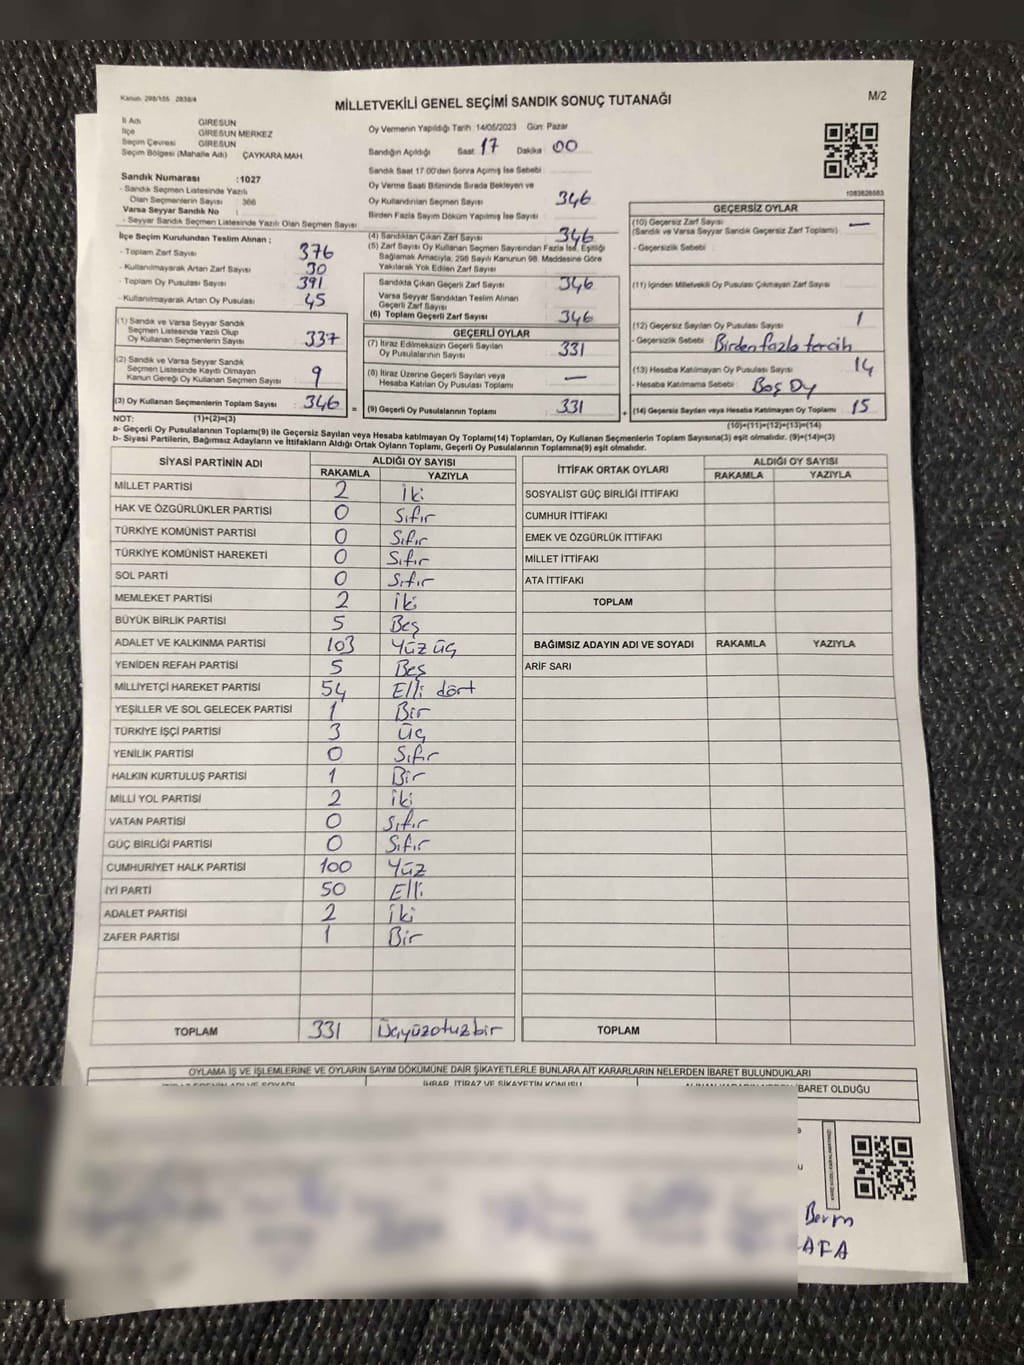 Kanun: 298/155 2839/4
MİLLETVEKİLİ GENEL SEÇİMİ SANDIK SONUÇ TUTANAĞI
M/2
İl Adı GİRESUN
İlçe GİRESUN MERKEZ
Seçim Çevresi GİRESUN
Seçim Bölgesi (Mahalle Adı) ÇAYKARA MAH
Sandık Numarası :1027
- Sandık Seçmen Listesinde Yazılı
Olan Seçmenlerin Sayısı : 366
Varsa Seyyar Sandık No :
- Seyyar Sandık Seçmen Listesinde Yazılı Olan Seçmen Sayısı
Oy Vermenin Yapıldığı Tarih :14/05/2023 Gün: Pazar
Sandığın Açıldığı Saat : 17 Dakika : 00
Sandık Saat 17.00'den Sonra Açılmış İse Sebebi :
Oy Verme Saati Bitiminde Sırada Bekleyen ve
Oy Kullandırılan Seçmen Sayısı : 346
Birden Fazla Sayım Döküm Yapılmış İse Sayısı :
İlçe Seçim Kurulundan Teslim Alınan ;
- Toplam Zarf Sayısı : 376
- Kullanılmayarak Artan Zarf Sayısı : 30
- Toplam Oy Pusulası Sayısı : 391
- Kullanılmayarak Artan Oy Pusulası : 45
(4) Sandıktan Çıkan Zarf Sayısı : 346
(5) Zarf Sayısı Oy Kullanan Seçmen Sayısından Fazla İse, Eşitliği
Sağlamak Amacıyla, 298 Sayılı Kanunun 98. Maddesine Göre
Yakılarak Yok Edilen Zarf Sayısı :
Sandıkta Çıkan Geçerli Zarf Sayısı : 346
Varsa Seyyar Sandıktan Teslim Alınan
Geçerli Zarf Sayısı :
(6) Toplam Geçerli Zarf Sayısı : 346
1083826583
GEÇERSİZ OYLAR
(10) Geçersiz Zarf Sayısı : —
(Sandık ve Varsa Seyyar Sandık Geçersiz Zarf Toplamı)
- Geçersizlik Sebebi :
(11) İçinden Milletvekili Oy Pusulası Çıkmayan Zarf Sayısı :
(12) Geçersiz Sayılan Oy Pusulası Sayısı : 1
- Geçersizlik Sebebi : Birden fazla tercih
(13) Hesaba Katılmayan Oy Pusulası Sayısı : 14
- Hesaba Katılmama Sebebi : Boş Oy
(14) Geçersiz Sayılan veya Hesaba Katılmayan Oy Toplamı : 15
(10)+(11)+(12)+(13)=(14)
(1) Sandık ve Varsa Seyyar Sandık
Seçmen Listesinde Yazılı Olup
Oy Kullanan Seçmenlerin Sayısı : 337
(2) Sandık ve Varsa Seyyar Sandık
Seçmen Listesinde Kayıtlı Olmayan
Kanun Gereği Oy Kullanan Seçmen Sayısı : 9
(3) Oy Kullanan Seçmenlerin Toplam Sayısı : 346 =
(1)+(2)=(3)
GEÇERLİ OYLAR
(7) İtiraz Edilmeksizin Geçerli Sayılan
Oy Pusulalarının Sayısı : 331
(8) İtiraz Üzerine Geçerli Sayılan veya
Hesaba Katılan Oy Pusulası Toplamı : —
(9) Geçerli Oy Pusulalarının Toplamı : 331 +
NOT:
a- Geçerli Oy Pusulalarının Toplamı(9) ile Geçersiz Sayılan veya Hesaba katılmayan Oy Toplamı(14) Toplamları, Oy Kullanan Seçmenlerin Toplam Sayısına(3) eşit olmalıdır. (9)+(14)=(3)
b- Siyasi Partilerin, Bağımsız Adayların ve İttifakların Aldığı Ortak Oyların Toplamı, Geçerli Oy Pusulalarının Toplamına(9) eşit olmalıdır.
SİYASİ PARTİNİN ADI ALDIĞI OY SAYISI
RAKAMLA YAZIYLA
MİLLET PARTİSİ 2 İki
HAK VE ÖZGÜRLÜKLER PARTİSİ 0 Sıfır
TÜRKİYE KOMÜNİST PARTİSİ 0 Sıfır
TÜRKİYE KOMÜNİST HAREKETİ 0 Sıfır
SOL PARTİ 0 Sıfır
MEMLEKET PARTİSİ 2 İki
BÜYÜK BİRLİK PARTİSİ 5 Beş
ADALET VE KALKINMA PARTİSİ 103 Yüz üç
YENİDEN REFAH PARTİSİ 5 Beş
MİLLİYETÇİ HAREKET PARTİSİ 54 Elli dört
YEŞİLLER VE SOL GELECEK PARTİSİ 1 Bir
TÜRKİYE İŞÇİ PARTİSİ 3 Üç
YENİLİK PARTİSİ 0 Sıfır
HALKIN KURTULUŞ PARTİSİ 1 Bir
MİLLİ YOL PARTİSİ 2 İki
VATAN PARTİSİ 0 Sıfır
GÜÇ BİRLİĞİ PARTİSİ 0 Sıfır
CUMHURİYET HALK PARTİSİ 100 Yüz
İYİ PARTİ 50 Elli
ADALET PARTİSİ 2 İki
ZAFER PARTİSİ 1 Bir
TOPLAM 331 Üçyüzotuzbir
İTTİFAK ORTAK OYLARI ALDIĞI OY SAYISI
RAKAMLA YAZIYLA
SOSYALİST GÜÇ BİRLİĞİ İTTİFAKI
CUMHUR İTTİFAKI
EMEK VE ÖZGÜRLÜK İTTİFAKI
MİLLET İTTİFAKI
ATA İTTİFAKI
TOPLAM
BAĞIMSIZ ADAYIN ADI VE SOYADI RAKAMLA YAZIYLA
ARİF SARI
TOPLAM
OYLAMA İŞ VE İŞLEMLERİNE VE OYLARIN SAYIM DÖKÜMÜNE DAİR ŞİKAYETLERLE BUNLARA AİT KARARLARIN NELERDEN İBARET BULUNDUKLARI
İHBAR, İTİRAZ VE ŞİKAYETİN KONUSU
İBARET OLDUĞU
AFA